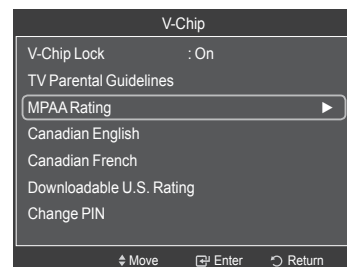 V-Chip
V-Chip Lock : On
TV Parental Guidelines
MPAA Rating
Canadian English
Canadian French
Downloadable U.S. Rating
Change PIN
Move Enter Return